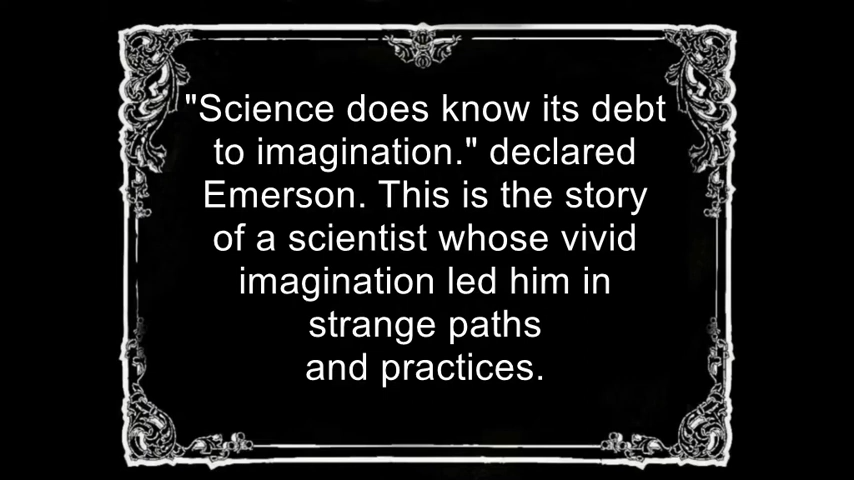 "Science does know its debt
to imagination." declared
Emerson. This is the story
of a scientist whose vivid
imagination led him in
strange paths
and practices.